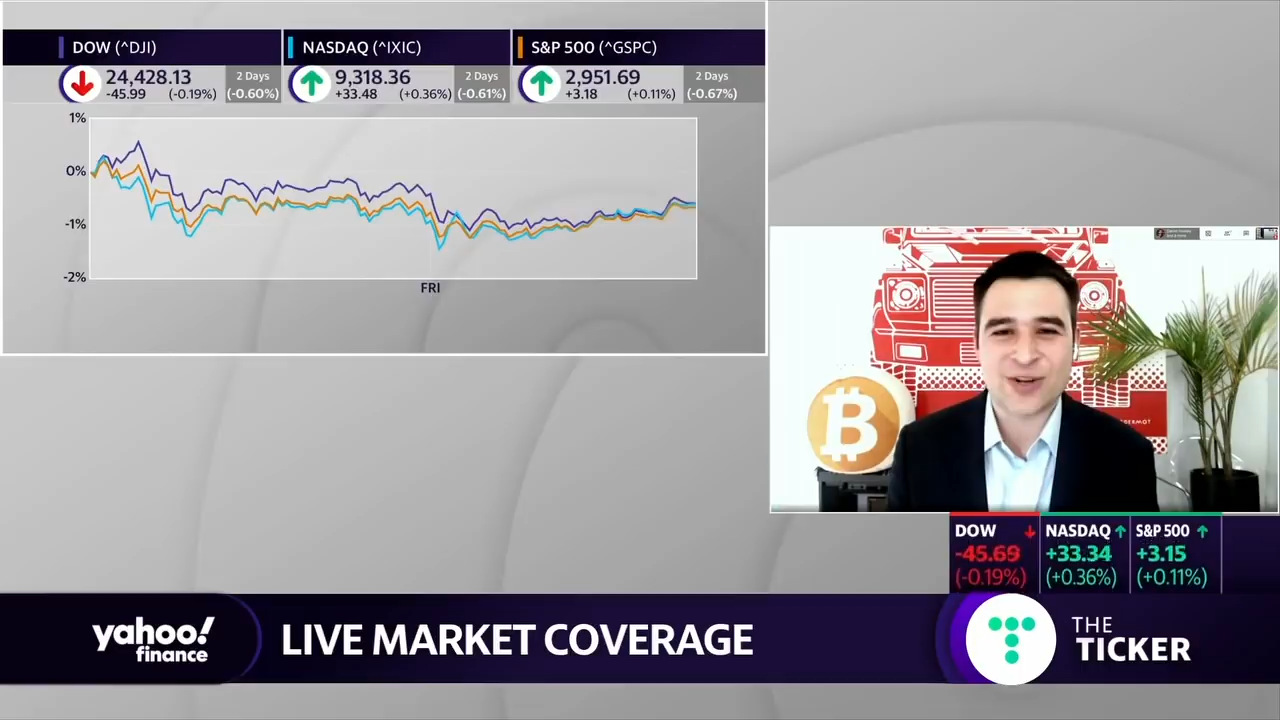 DOW (^DJI)
24,428.13
-45.99 (-0.19%)
2 Days
(-0.60%)
NASDAQ (^IXIC)
9,318.36
+33.48 (+0.36%)
2 Days
(-0.61%)
S&P 500 (^GSPC)
2,951.69
+3.18 (+0.11%)
2 Days
(-0.67%)
1%
0%
-1%
-2%
FRI
B
DOW
-45.69
(-0.19%)
NASDAQ
+33.34
(+0.36%)
S&P 500
+3.15
(+0.11%)
yahoo!
finance
LIVE MARKET COVERAGE
THE
TICKER